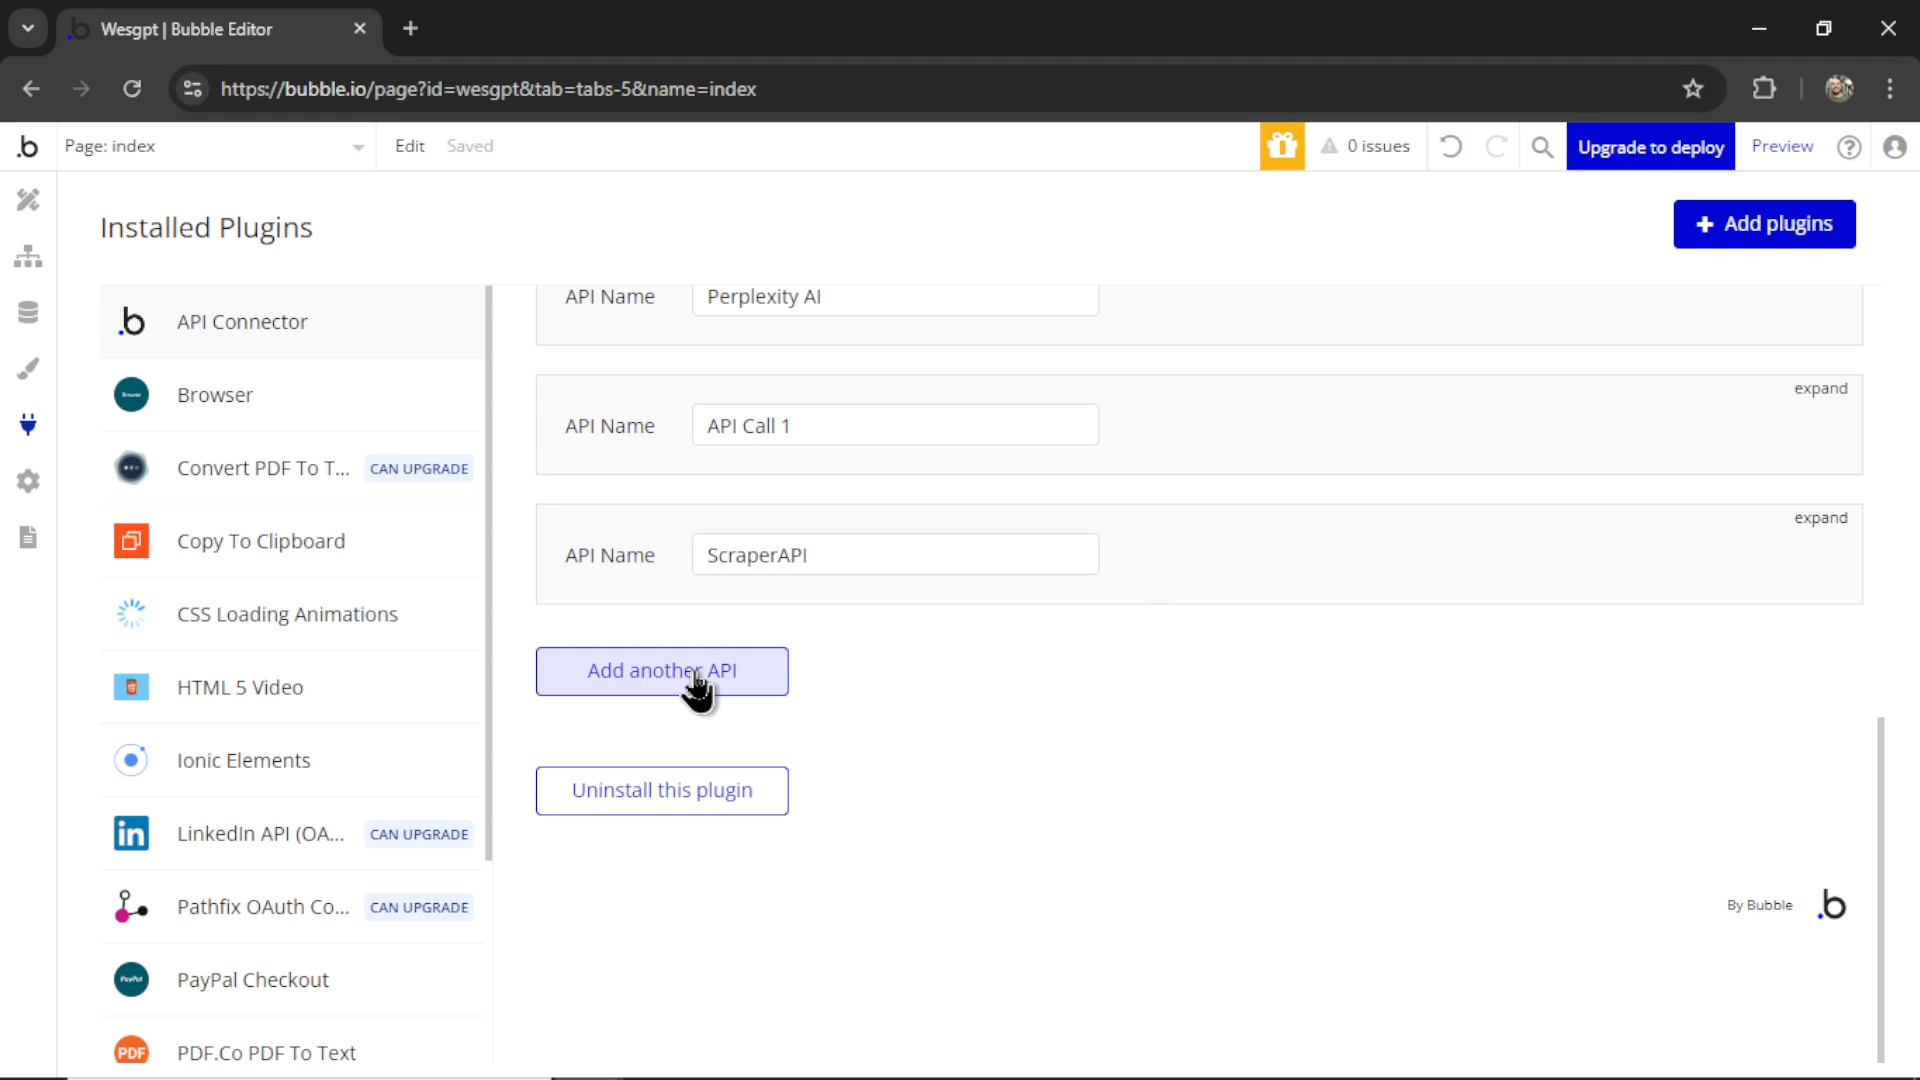 Wesgpt | Bubble Editor
https://bubble.io/page?id=wesgpt&tab=tabs-5&name=index
.b
Page: index
Edit
Saved
0 issues
Upgrade to deploy
Preview
?
Installed Plugins
+ Add plugins
.b
API Connector
Browser
Convert PDF To T...
CAN UPGRADE
Copy To Clipboard
CSS Loading Animations
HTML 5 Video
Ionic Elements
in
LinkedIn API (OA...
CAN UPGRADE
Pathfix OAuth Co...
CAN UPGRADE
PayPal
PayPal Checkout
PDF
PDF.Co PDF To Text
API Name
Perplexity AI
expand
API Name
API Call 1
expand
API Name
ScraperAPI
Add another API
Uninstall this plugin
By Bubble
.b